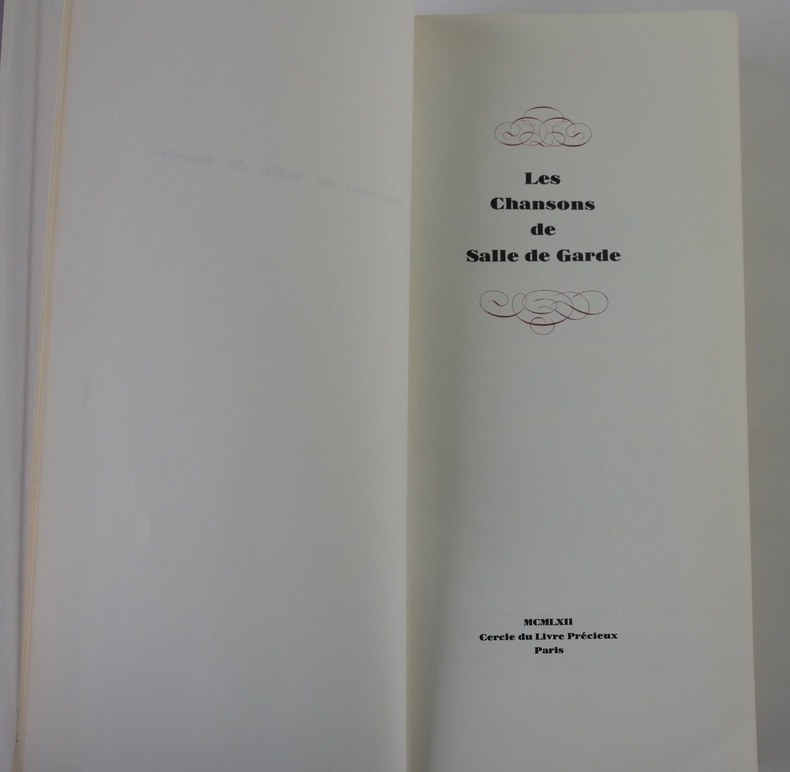 Les
Chansons
de
Salle de Garde
MCMLXII
Cercle du Livre Précieux
Paris